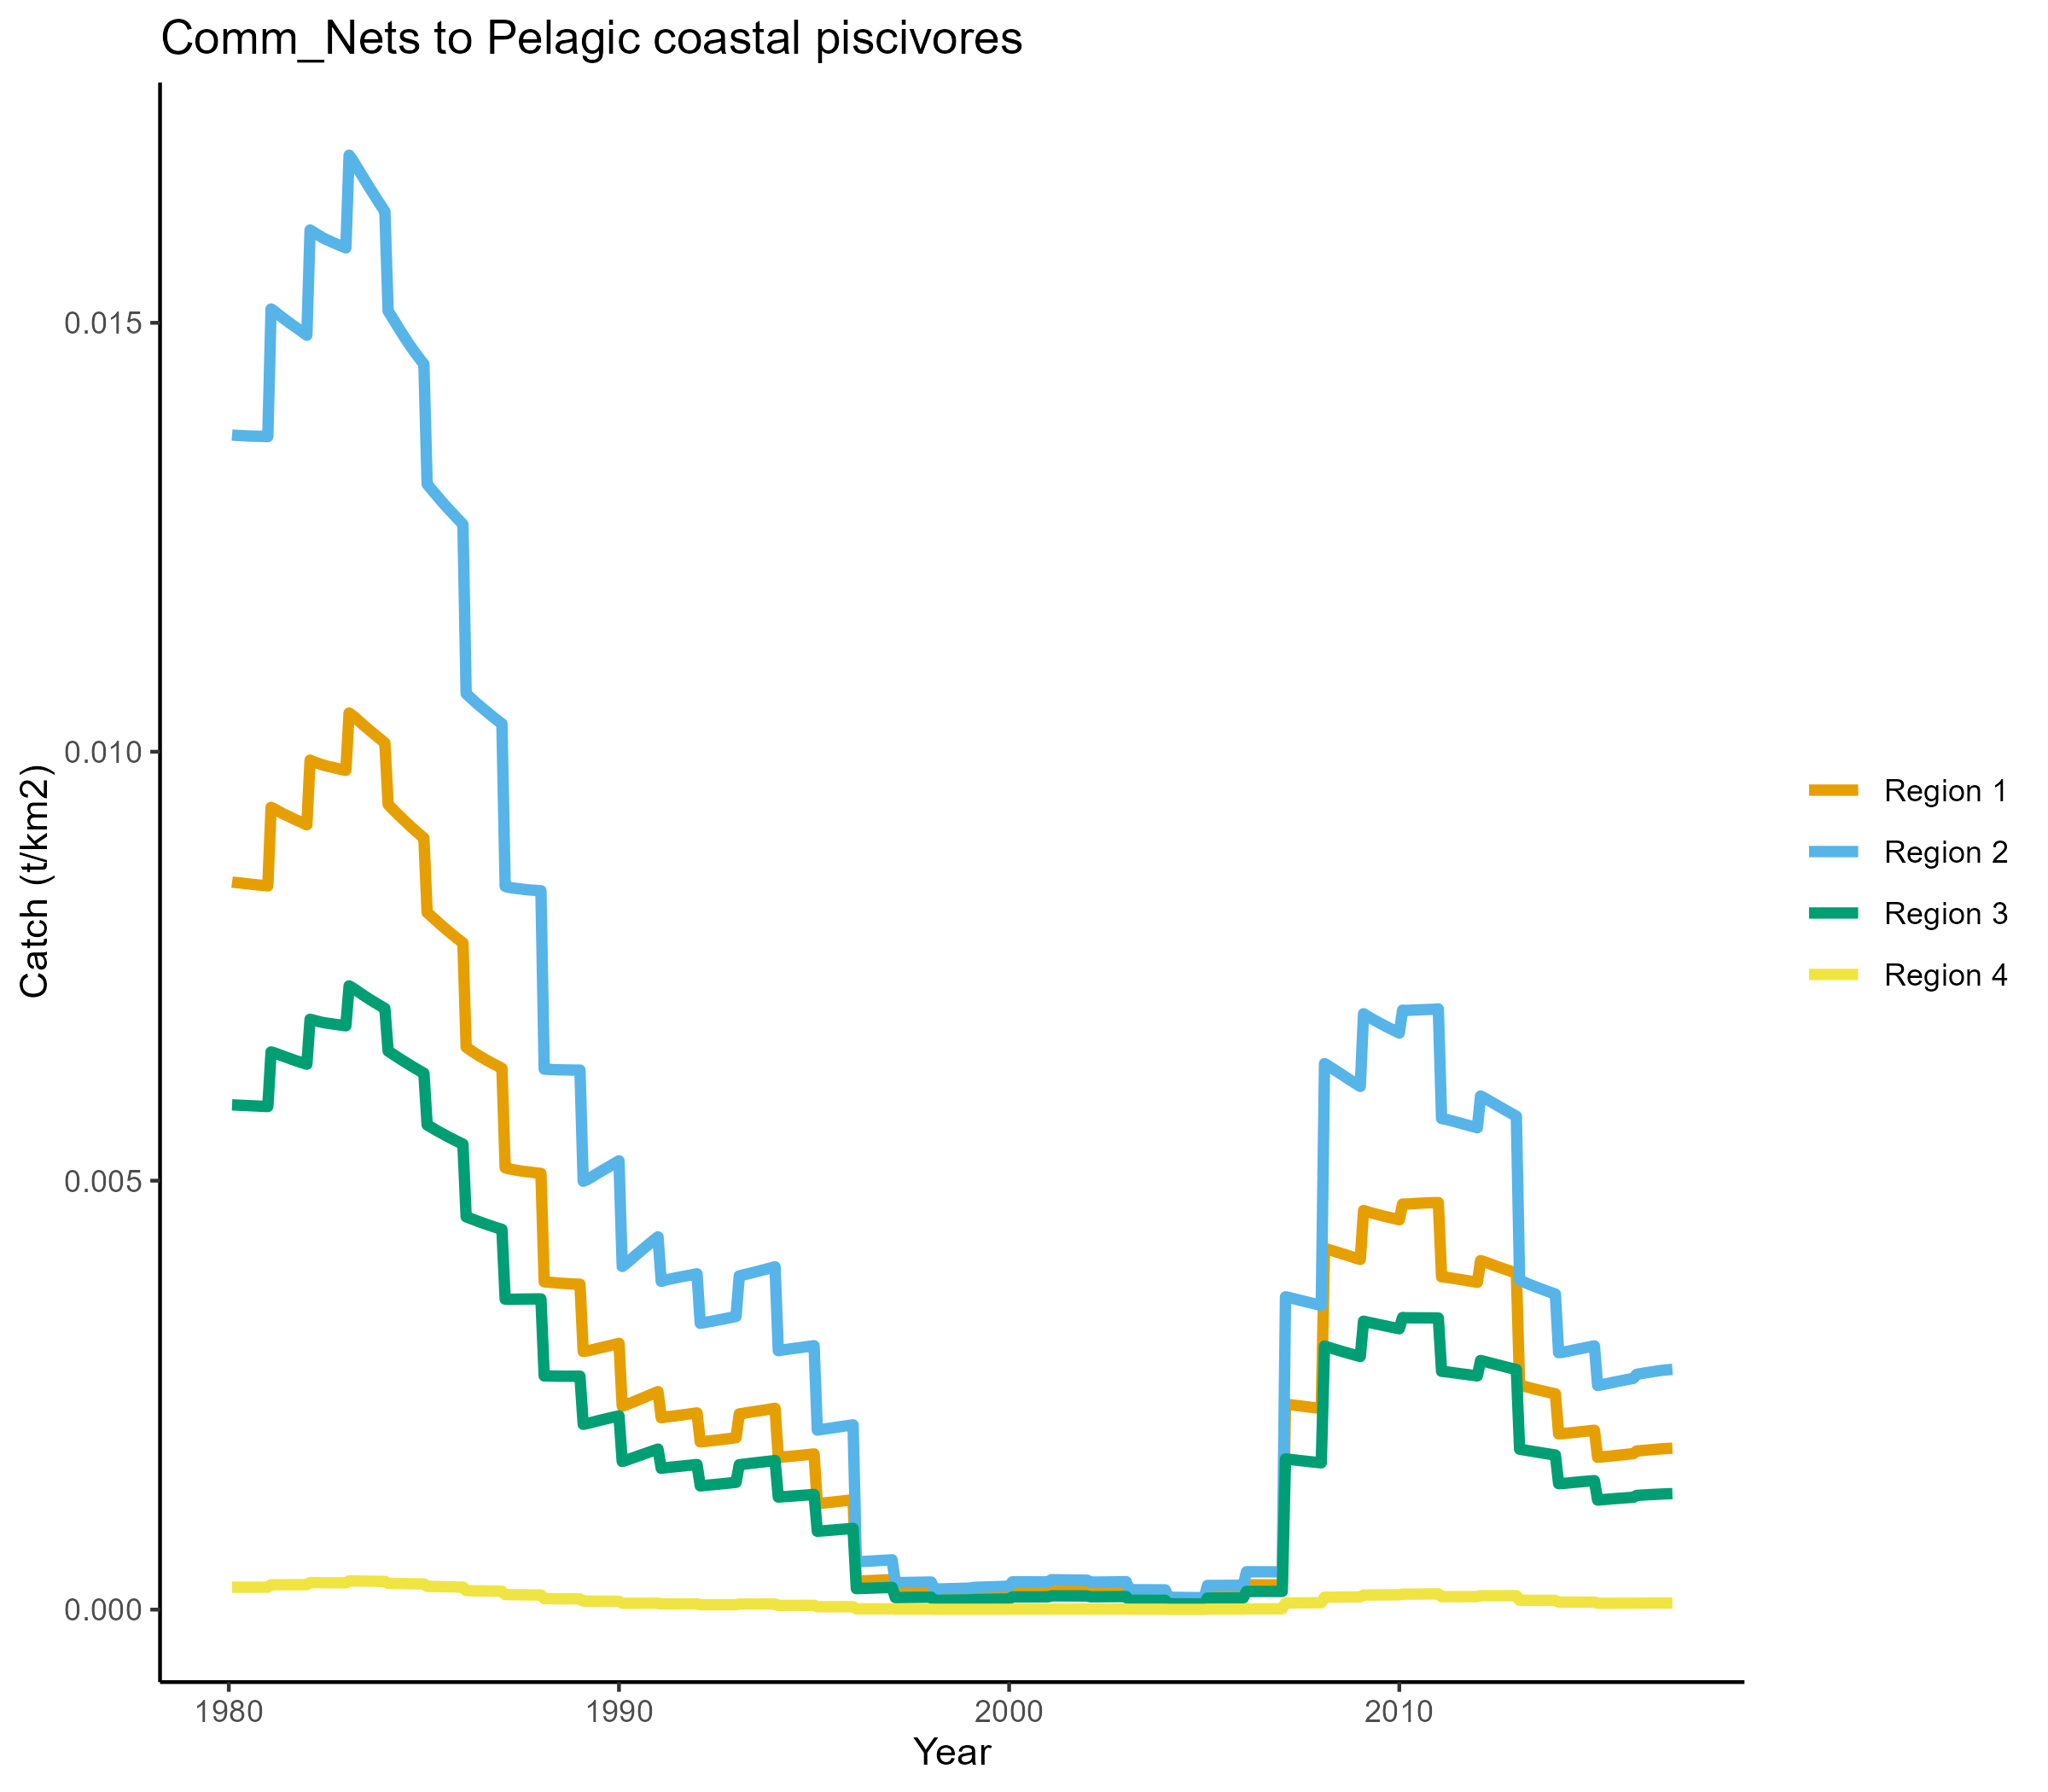 Comm_Nets to Pelagic coastal piscivores
Catch (t/km2)
0.015
0.010
0.005
0.000
1980 1990 2000 2010
Year
Region 1
Region 2
Region 3
Region 4